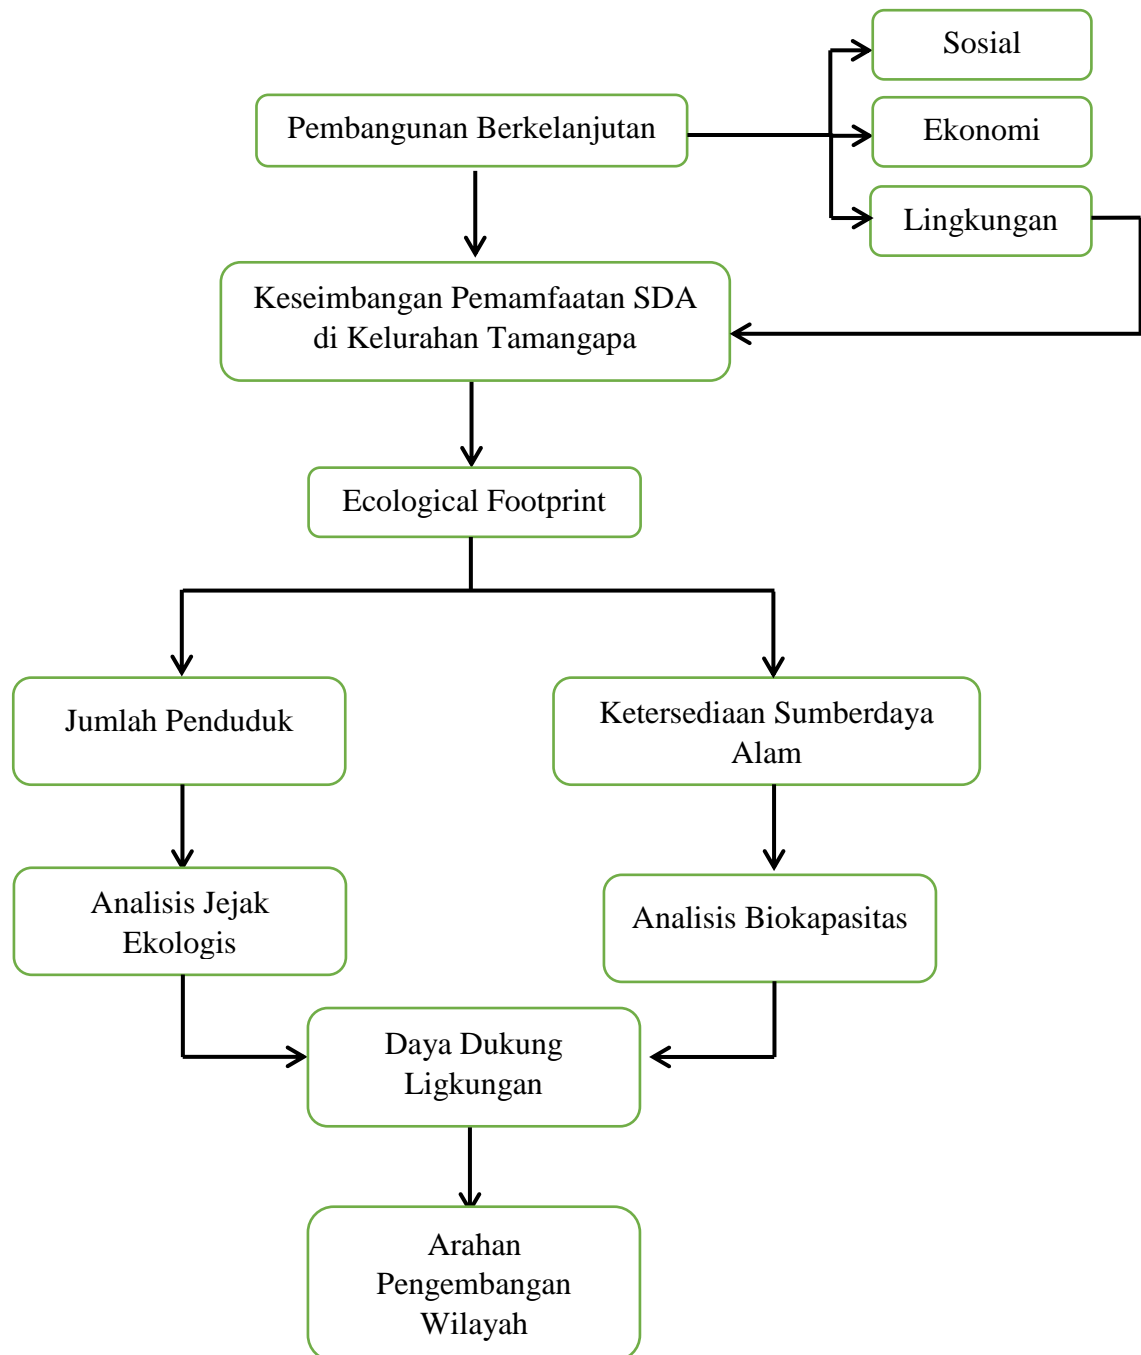 Sosial
Pembangunan Berkelanjutan
Ekonomi
Lingkungan
Keseimbangan Pemamfaatan SDA
di Kelurahan Tamangapa
Ecological Footprint
Jumlah Penduduk
Ketersediaan Sumberdaya
Alam
Analisis Jejak
Ekologis
Analisis Biokapasitas
Daya Dukung
Ligkungan
Arahan
Pengembangan
Wilayah